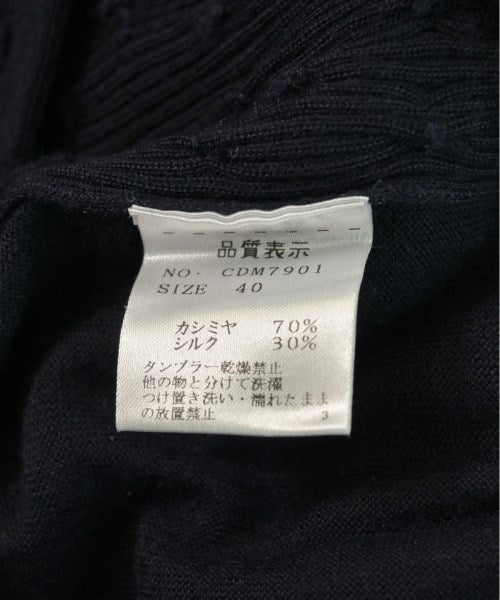 品質表示
NO. CDM7901
SIZE 40
カシミヤ 70%
シルク 30%
タンブラー乾燥禁止
他の物と分けて洗濯
つけ置き洗い・濡れたまま
の放置禁止 3